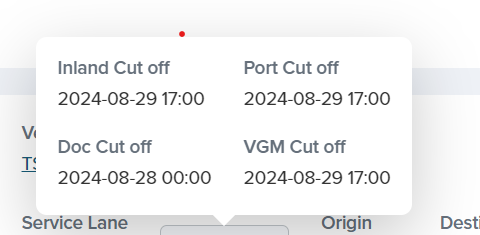 Inland Cut off Port Cut off
2024-08-29 17:00 2024-08-29 17:00
Doc Cut off VGM Cut off
2024-08-28 00:00 2024-08-29 17:00
Service Lane Origin